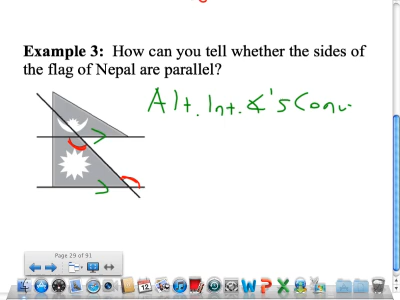 Example 3: How can you tell whether the sides of
the flag of Nepal are parallel?
Alt. Int. ∡'s Conv
Page 29 of 91